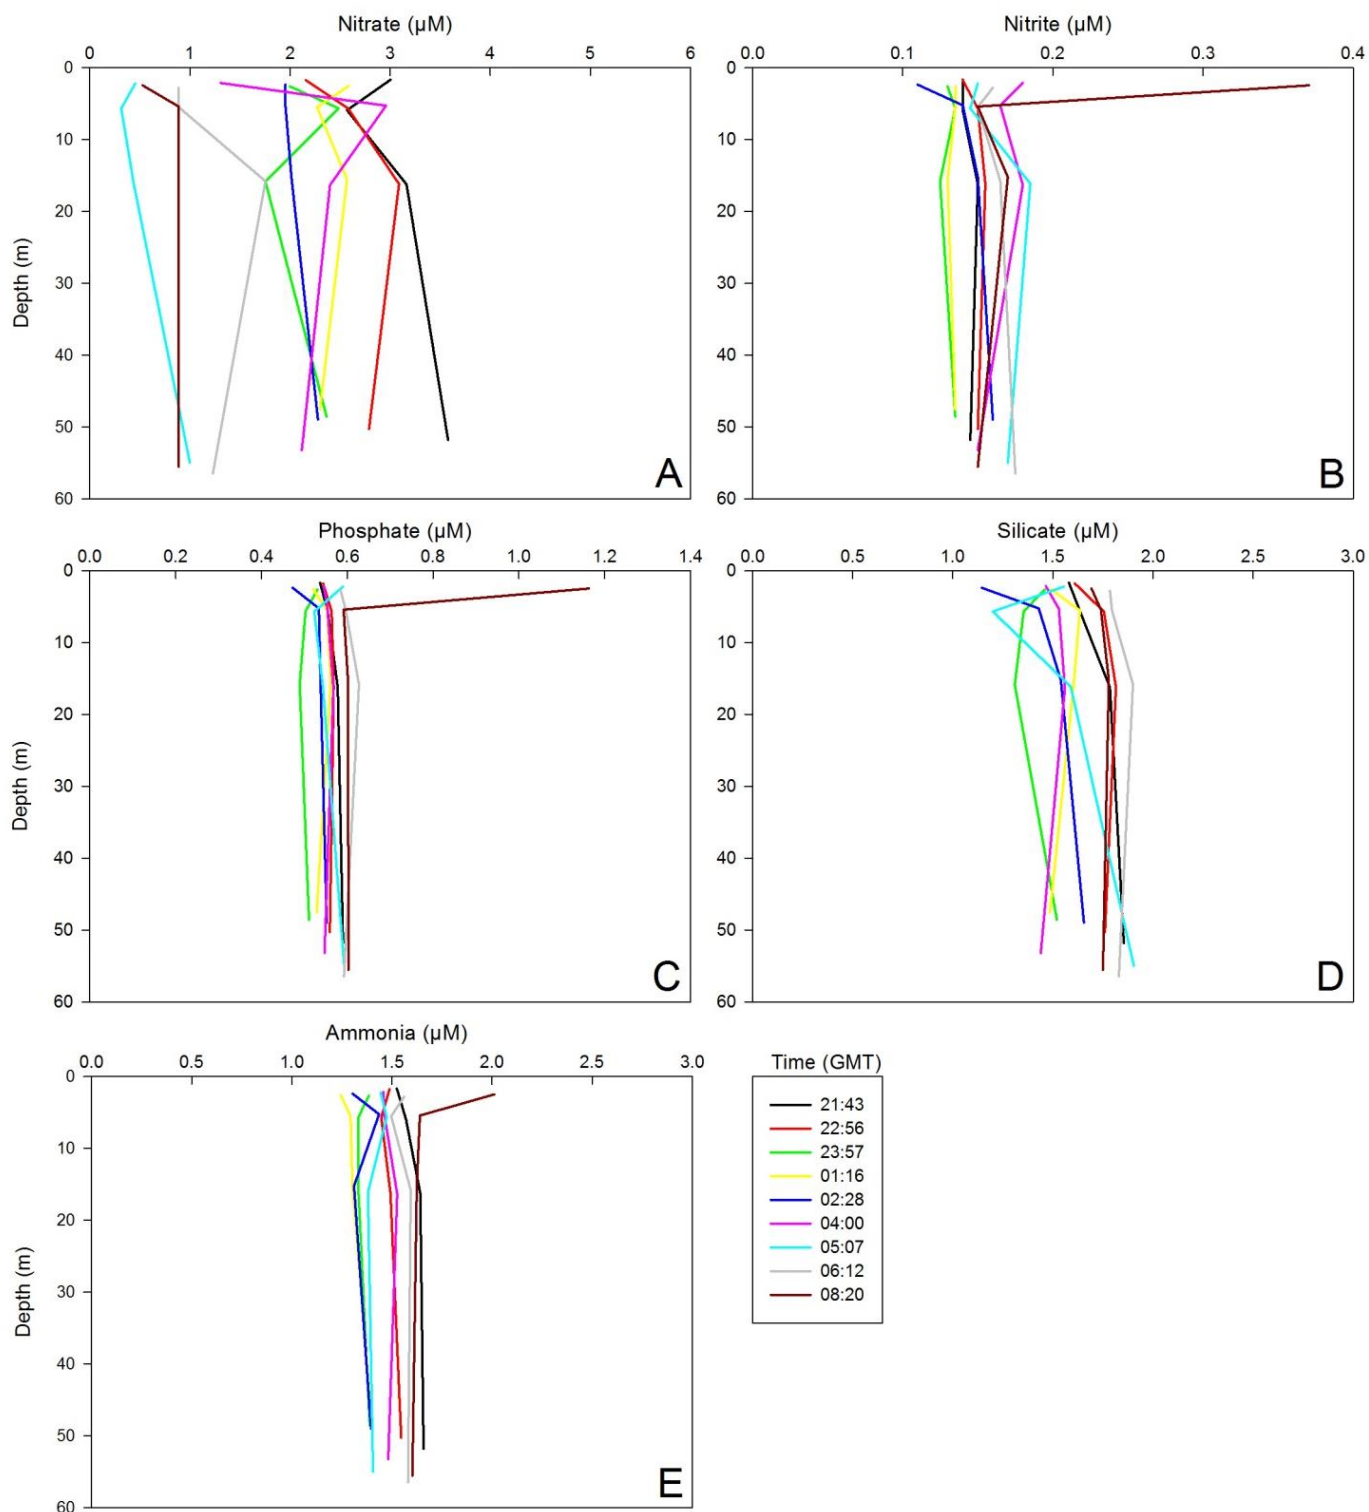 Nitrate (µM)
0 1 2 3 4 5 6
Depth (m)
0
10
20
30
40
50
60
A
Nitrite (µM)
0.0 0.1 0.2 0.3 0.4
0
10
20
30
40
50
60
B
Phosphate (µM)
0.0 0.2 0.4 0.6 0.8 1.0 1.2 1.4
Depth (m)
0
10
20
30
40
50
60
C
Silicate (µM)
0.0 0.5 1.0 1.5 2.0 2.5 3.0
0
10
20
30
40
50
60
D
Ammonia (µM)
0.0 0.5 1.0 1.5 2.0 2.5 3.0
Depth (m)
0
10
20
30
40
50
60
E
Time (GMT)
21:43
22:56
23:57
01:16
02:28
04:00
05:07
06:12
08:20